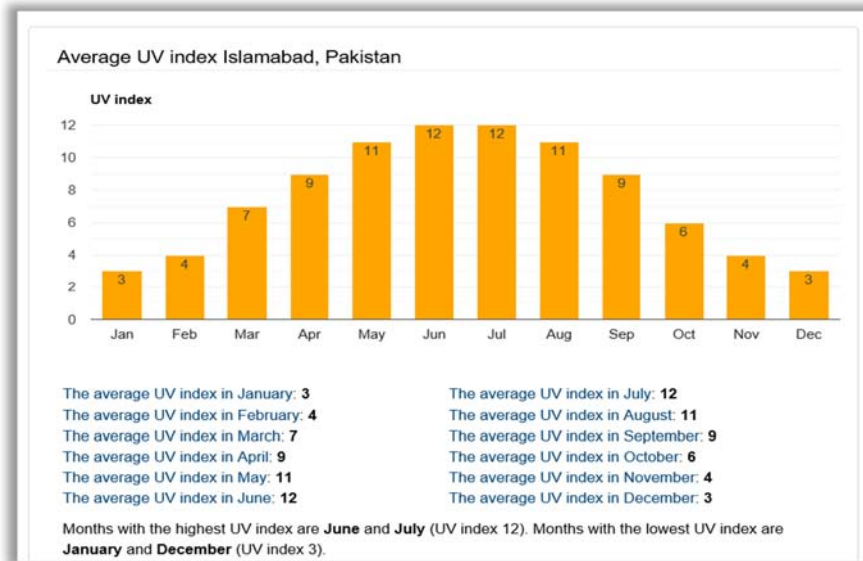 Average UV index Islamabad, Pakistan
UV index
12
10
8
6
4
2
0
3
4
7
9
11
12
12
11
9
6
4
3
Jan Feb Mar Apr May Jun Jul Aug Sep Oct Nov Dec
The average UV index in January: 3
The average UV index in February: 4
The average UV index in March: 7
The average UV index in April: 9
The average UV index in May: 11
The average UV index in June: 12
The average UV index in July: 12
The average UV index in August: 11
The average UV index in September: 9
The average UV index in October: 6
The average UV index in November: 4
The average UV index in December: 3
Months with the highest UV index are June and July (UV index 12). Months with the lowest UV index are
January and December (UV index 3).